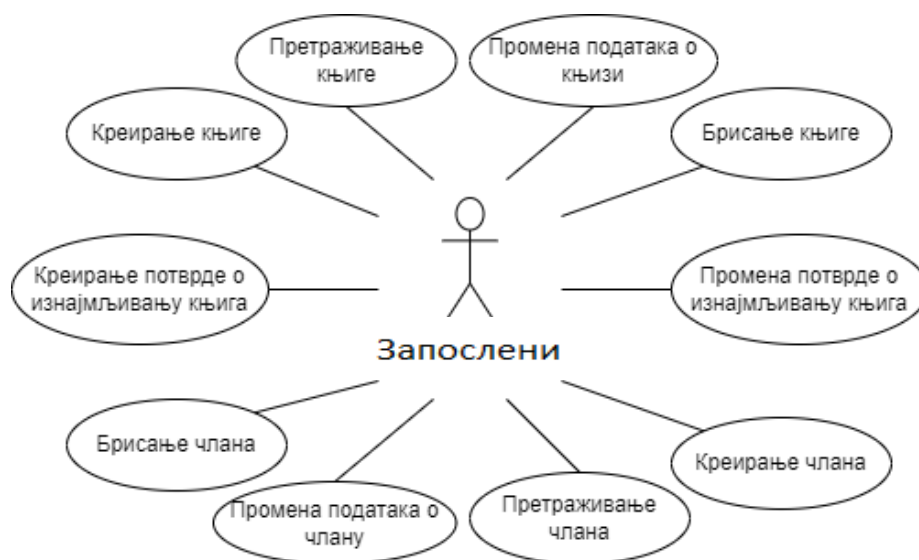 Претраживање
књиге
Промена података о
књизи
Креирање књиге
Брисање књиге
Креирање потврде о
изнајмљивању књига
Промена потврде о
изнајмљивању књига
Запослени
Брисање члана
Креирање члана
Промена података о
члану
Претраживање
члана